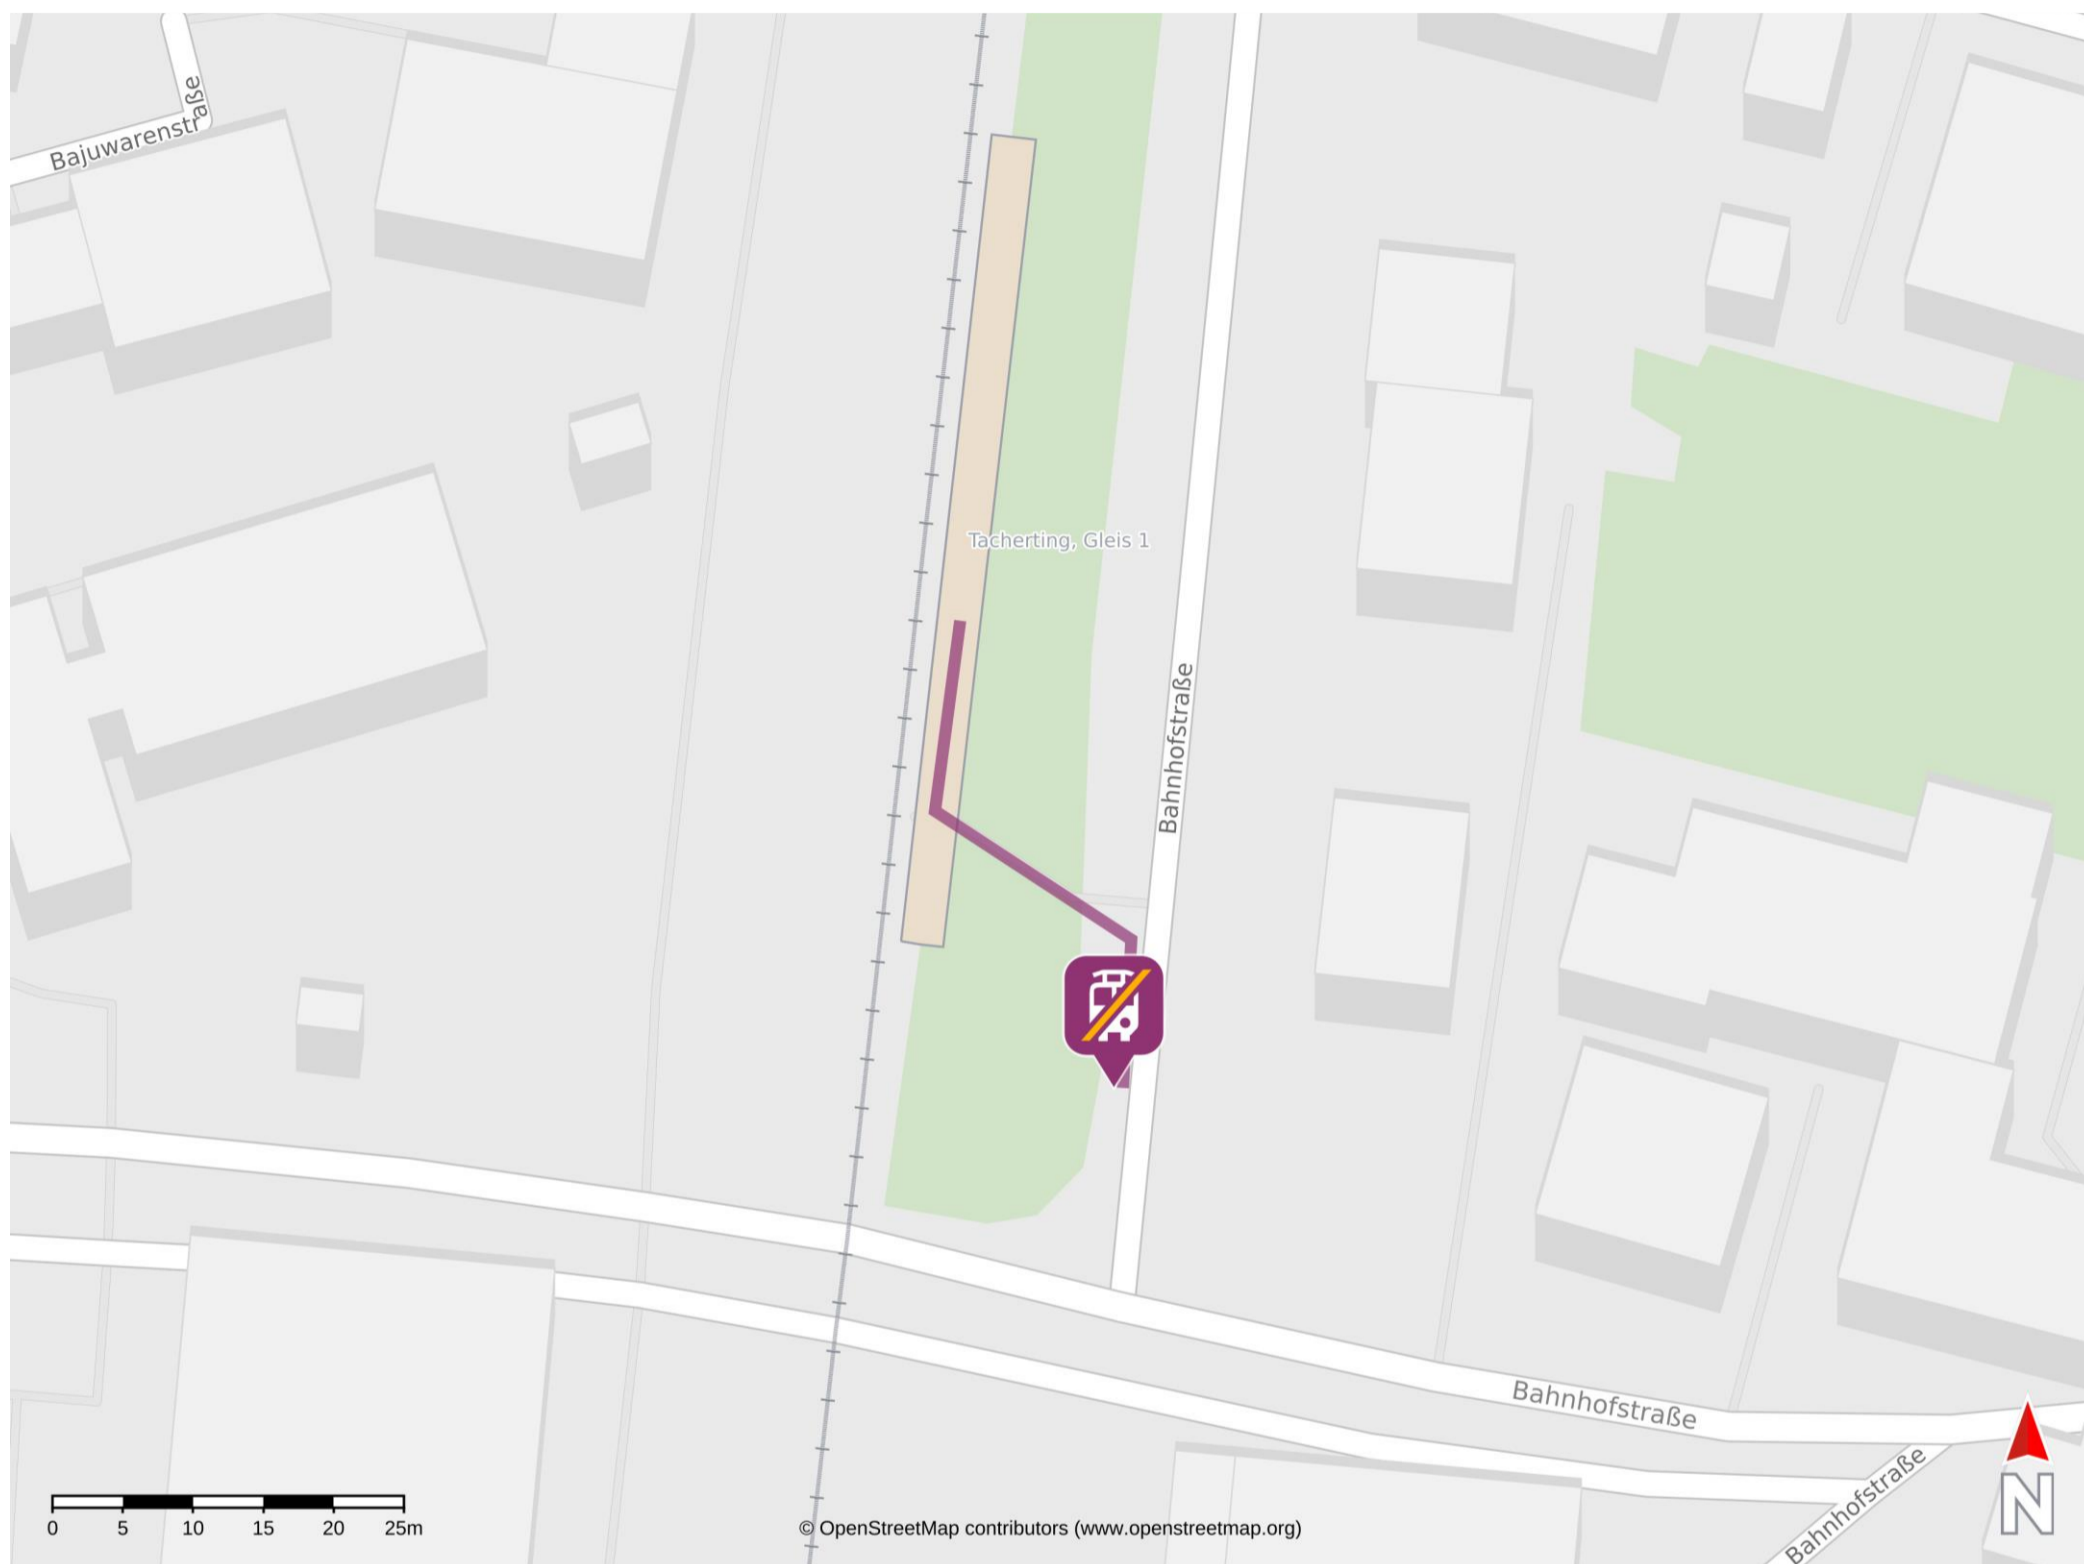 Bajuwarenstraße
Tacherting, Gleis 1
Bahnhofstraße
Bahnhofstraße
Bahnhofstraße
0 5 10 15 20 25m
© OpenStreetMap contributors (www.openstreetmap.org)
N